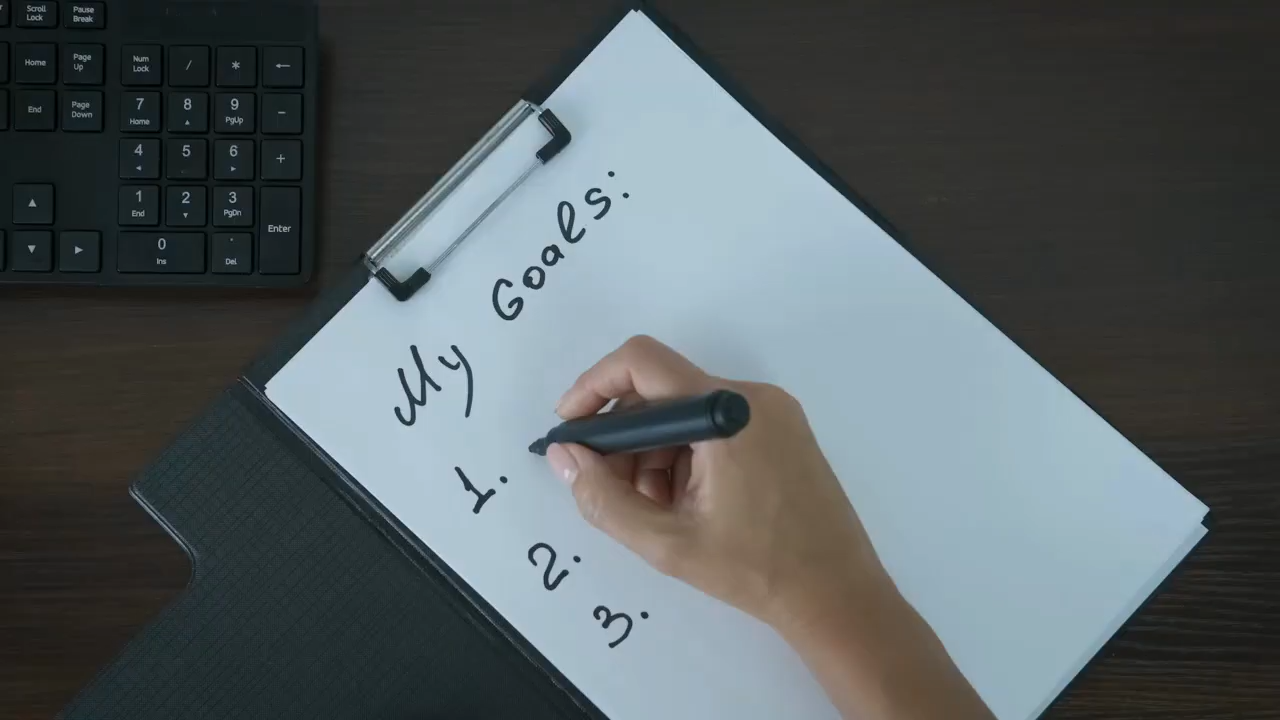 Scroll Lock
Pause Break
Home
Page Up
Num Lock
/
*
←
End
Page Down
7 Home
8 ▲
9 PgUp
-
4 ◄
5
6 ►
+
▲
1 End
2 ▼
3 PgDn
Enter
▼
►
0 Ins
. Del
My Goals:
1.
2.
3.